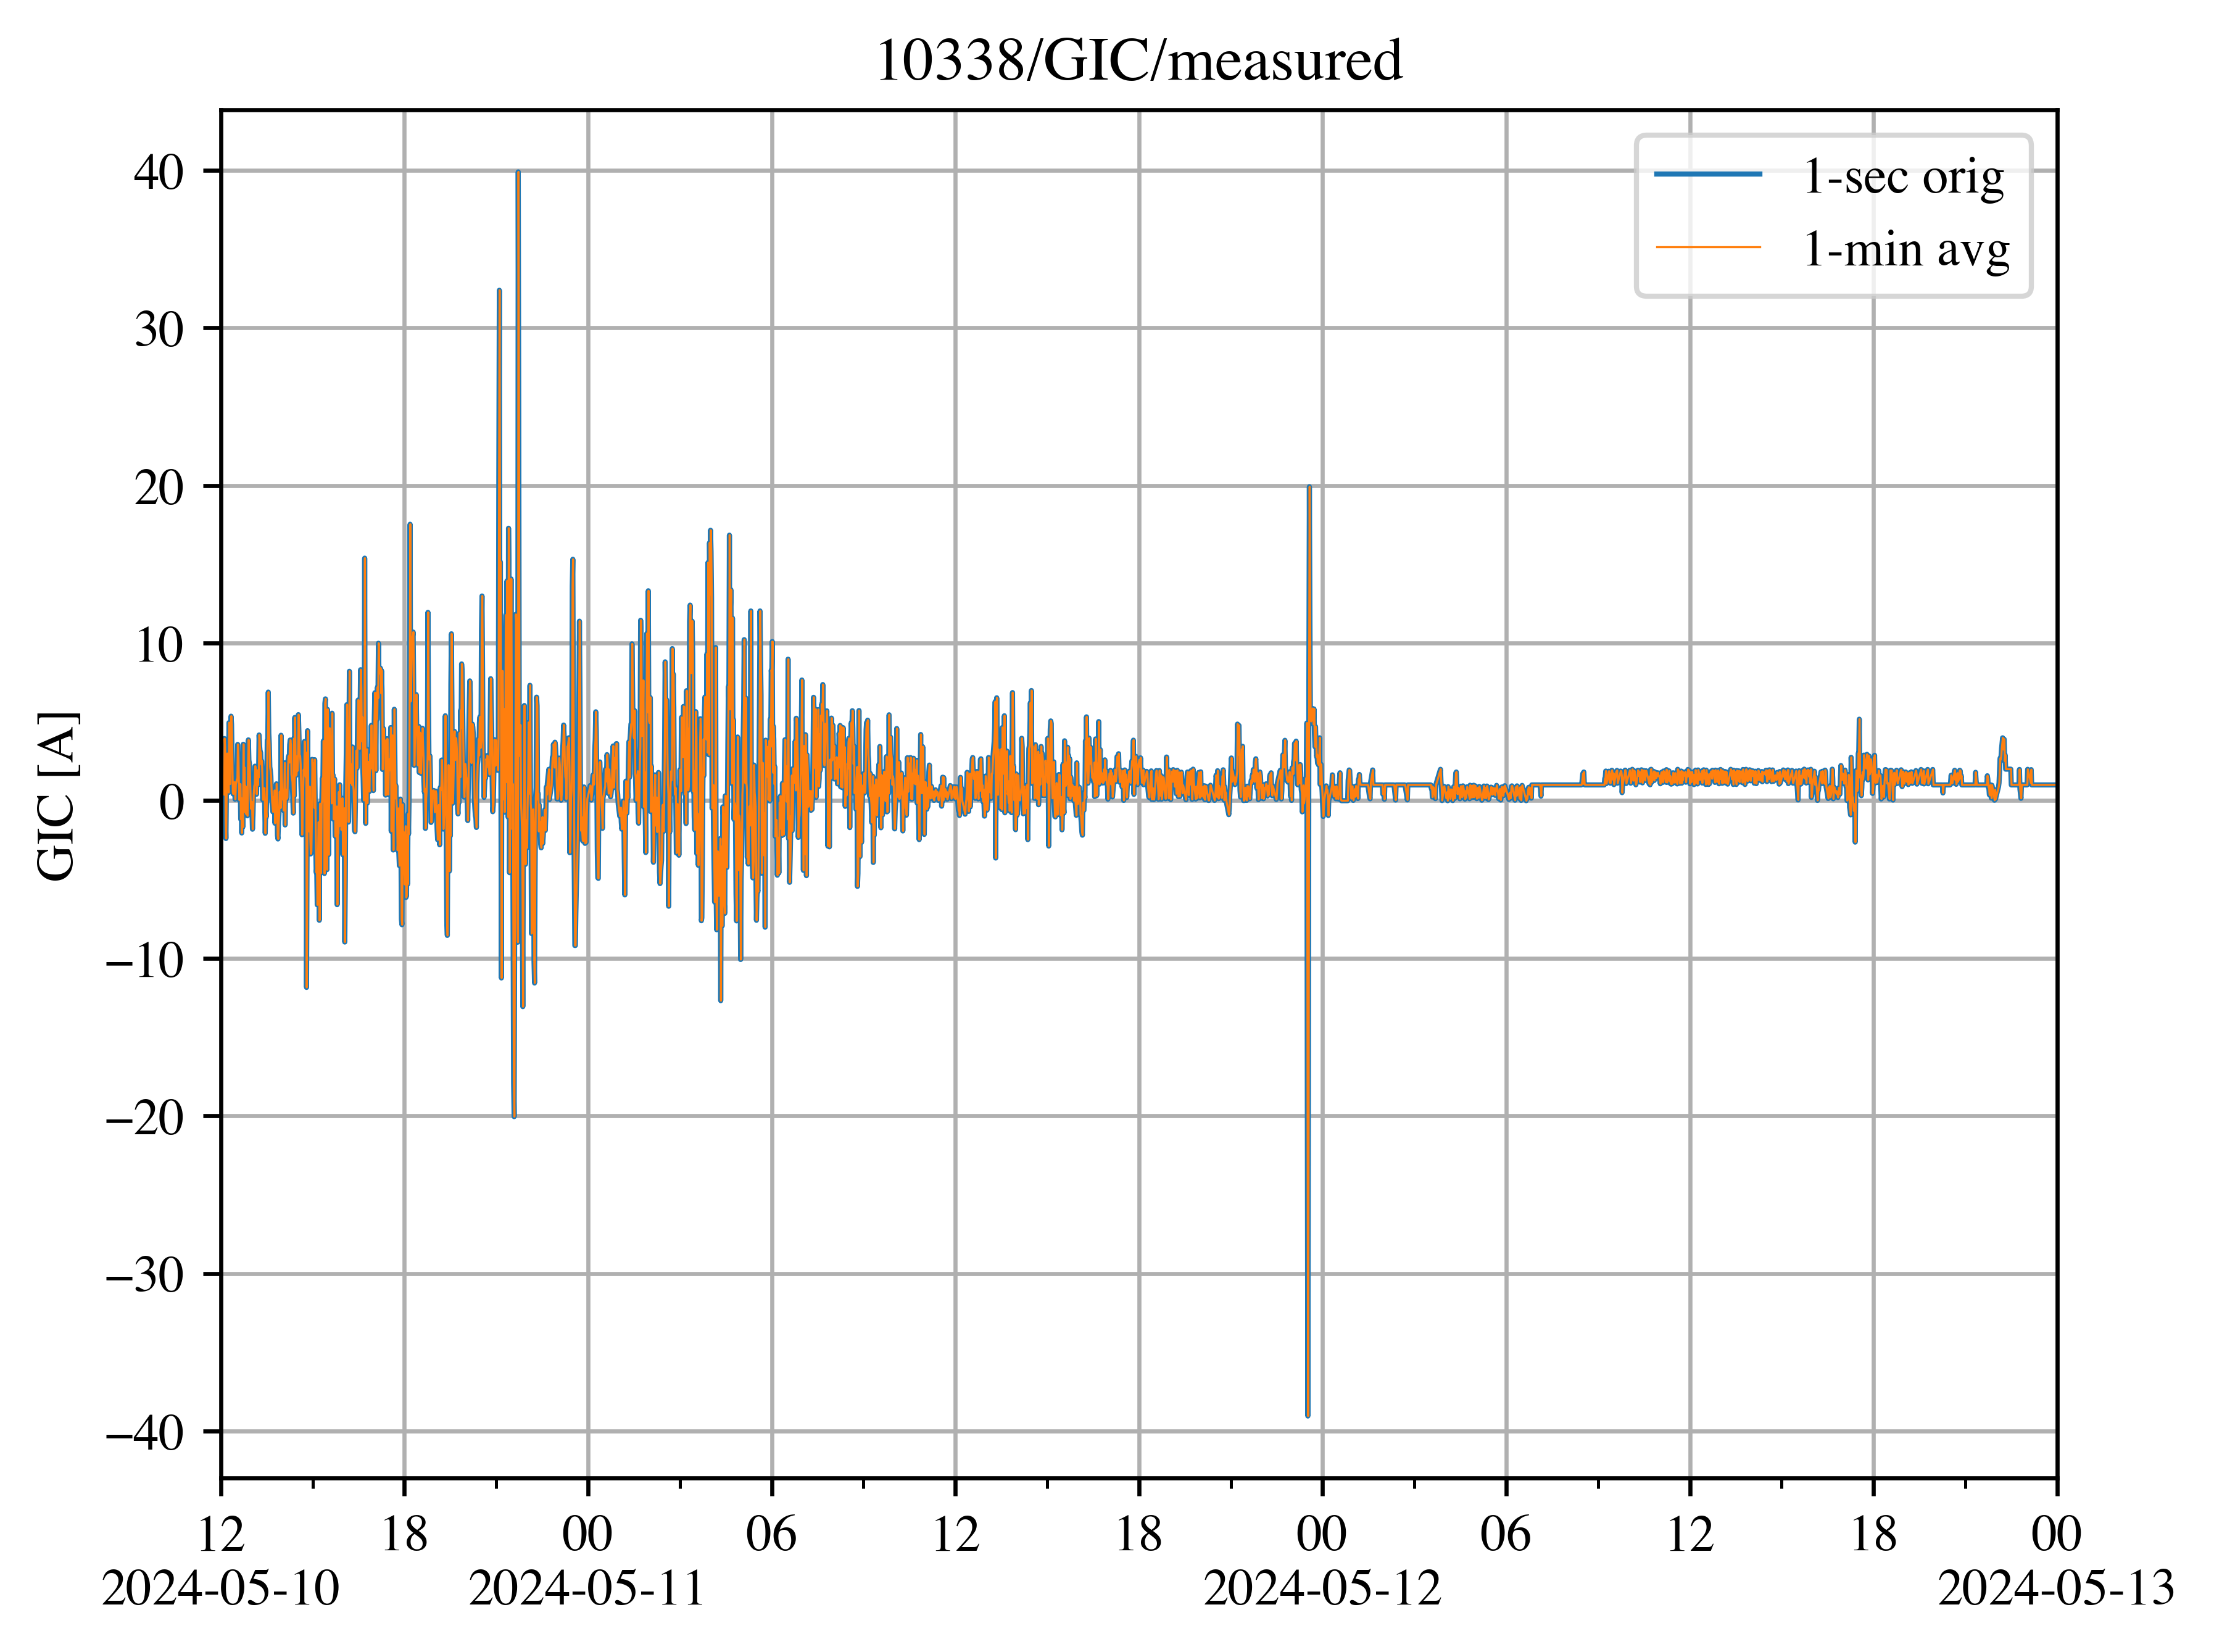 10338/GIC/measured
1-sec orig
1-min avg
GIC [A]
40
30
20
10
0
−10
−20
−30
−40
12 18 00 06 12 18 00 06 12 18 00
2024-05-10 2024-05-11 2024-05-12 2024-05-13